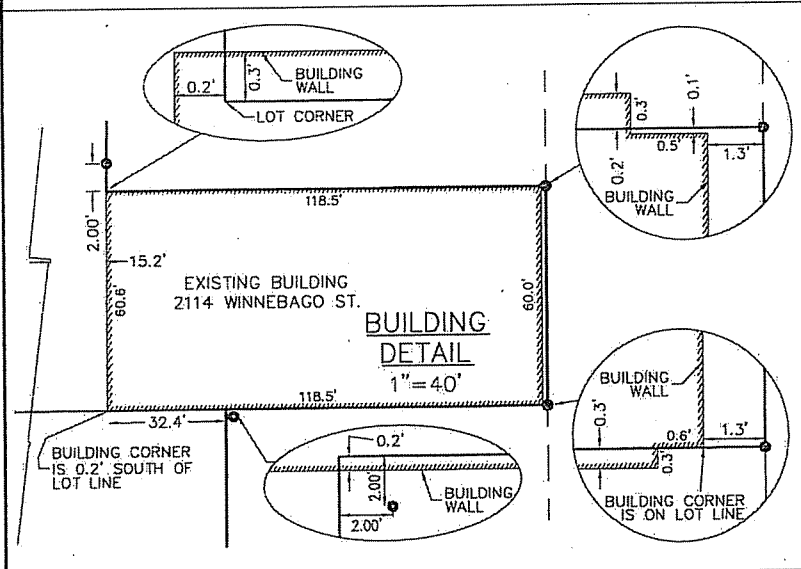 0.2'
0.3'
BUILDING
WALL
LOT CORNER
0.3'
0.1'
0.5'
0.2'
1.3'
BUILDING
WALL
2.00'
118.5'
15.2'
60.6'
EXISTING BUILDING
2114 WINNEBAGO ST.
60.0'
BUILDING
DETAIL
1"=40'
118.5'
32.4'
BUILDING CORNER
IS 0.2' SOUTH OF
LOT LINE
0.2'
2.00'
BUILDING
WALL
2.00'
BUILDING
WALL
0.3'
0.6'
1.3'
0.3'
BUILDING CORNER
IS ON LOT LINE